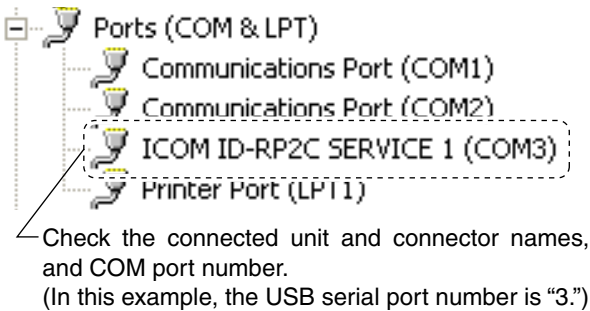 Ports (COM & LPT)
Communications Port (COM1)
Communications Port (COM2)
ICOM ID-RP2C SERVICE 1 (COM3)
Printer Port (LPT1)
Check the connected unit and connector names,
and COM port number.
(In this example, the USB serial port number is “3.”)